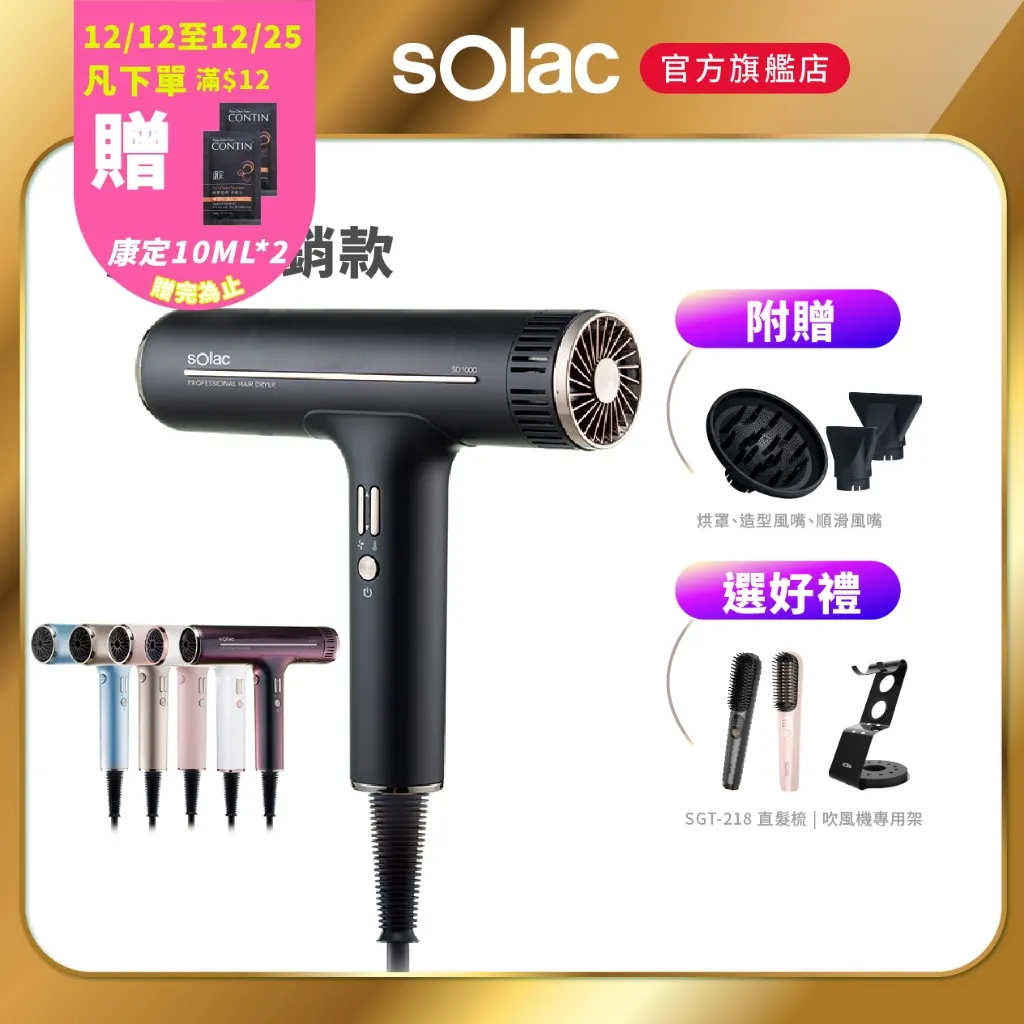 12/12至12/25
凡下單 滿$12
贈
CONTIN
CONTIN
康定10ML*2
贈完為止
solac 官方旗艦店
銷款
solac
SD1000
PROFESSIONAL HAIR DRYER
solac
附贈
烘罩、造型風嘴、順滑風嘴
選好禮
SGT-218 直髮梳 | 吹風機專用架